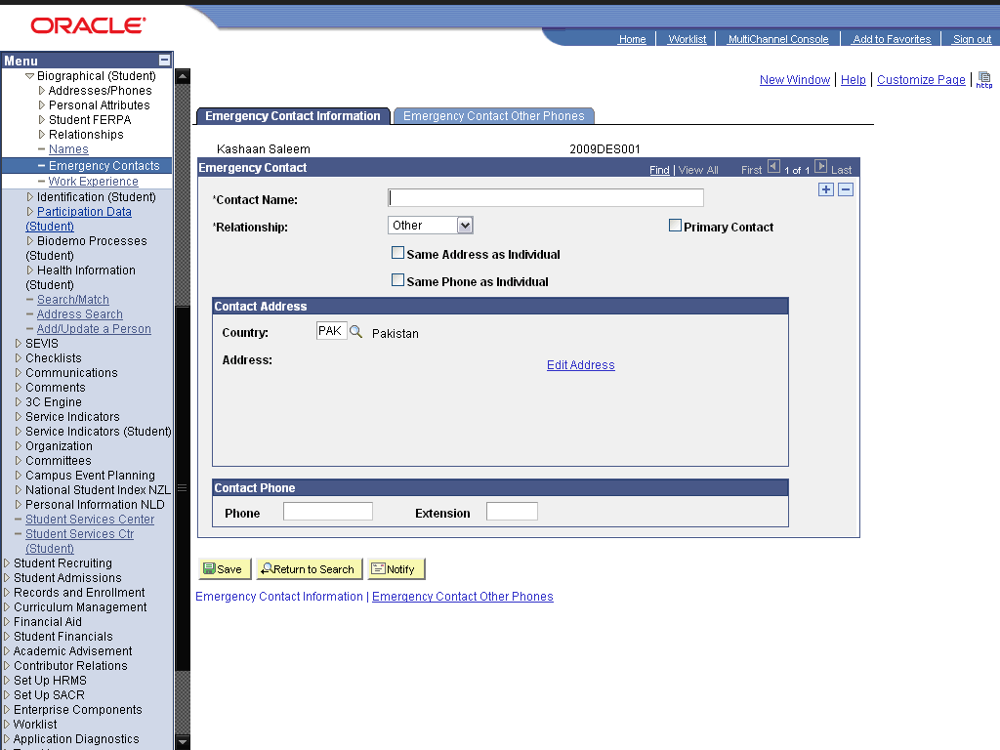 ORACLE®
Home Worklist MultiChannel Console Add to Favorites Sign out
Menu
Biographical (Student)
Addresses/Phones
Personal Attributes
Student FERPA
Relationships
Names
Emergency Contacts
Work Experience
Identification (Student)
Participation Data
(Student)
Biodemo Processes
(Student)
Health Information
(Student)
Search/Match
Address Search
Add/Update a Person
SEVIS
Checklists
Communications
Comments
3C Engine
Service Indicators
Service Indicators (Student)
Organization
Committees
Campus Event Planning
National Student Index NZL
Personal Information NLD
Student Services Center
Student Services Ctr
(Student)
Student Recruiting
Student Admissions
Records and Enrollment
Curriculum Management
Financial Aid
Student Financials
Academic Advisement
Contributor Relations
Set Up HRMS
Set Up SACR
Enterprise Components
Worklist
Application Diagnostics
New Window | Help | Customize Page | http
Emergency Contact Information Emergency Contact Other Phones
Kashaan Saleem 2009DES001
Emergency Contact Find | View All First 1 of 1 Last
*Contact Name:
*Relationship: Other Primary Contact
Same Address as Individual
Same Phone as Individual
Contact Address
Country: PAK Pakistan
Address: Edit Address
Contact Phone
Phone Extension
Save Return to Search Notify
Emergency Contact Information | Emergency Contact Other Phones